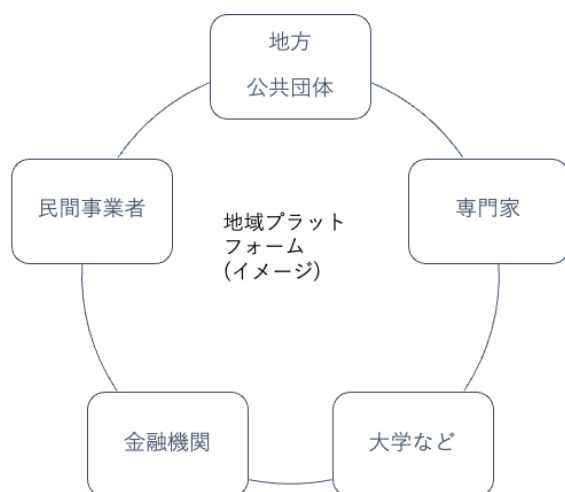 地方
公共団体
民間事業者
専門家
地域プラット
フォーム
(イメージ)
金融機関
大学など